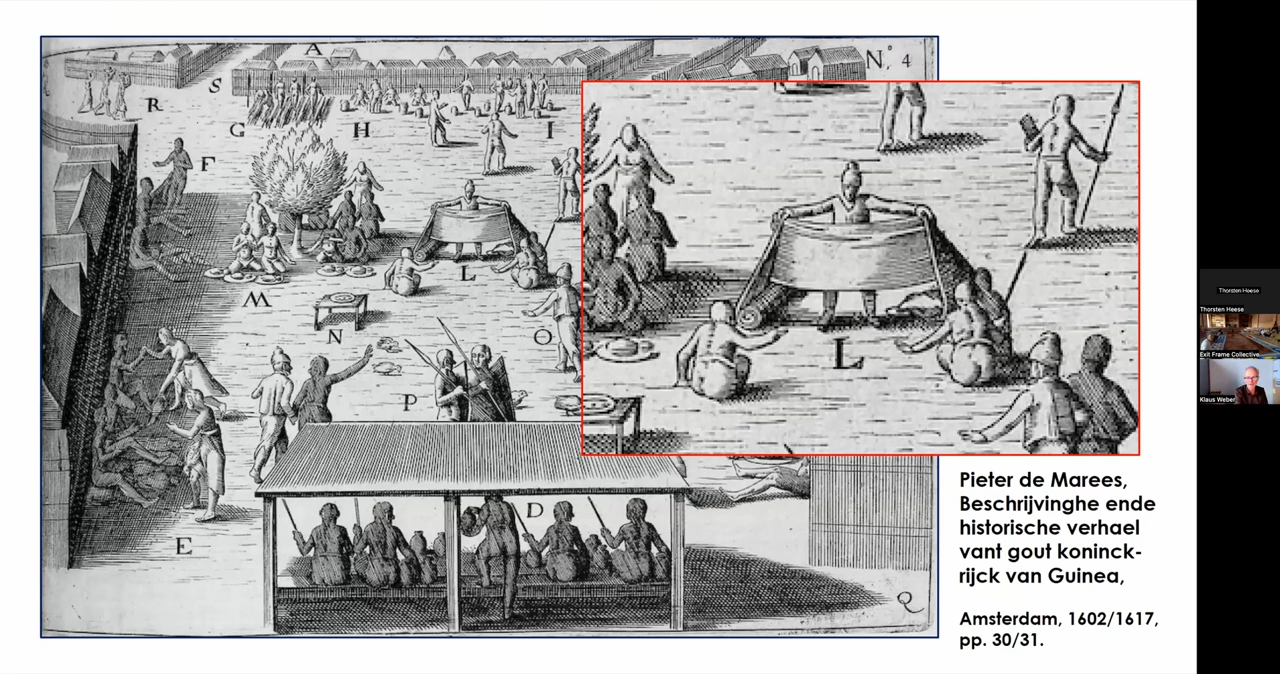 A
N.° 4
S
R
G
H
I
F
L
M
N
O
P
D
E
Q
L
Pieter de Marees,
Beschrijvinghe ende
historische verhael
vant gout koninck-
rijck van Guinea,
Amsterdam, 1602/1617,
pp. 30/31.
Thorsten Heese
Thorsten Heese
Exit Frame Collective
Klaus Weber